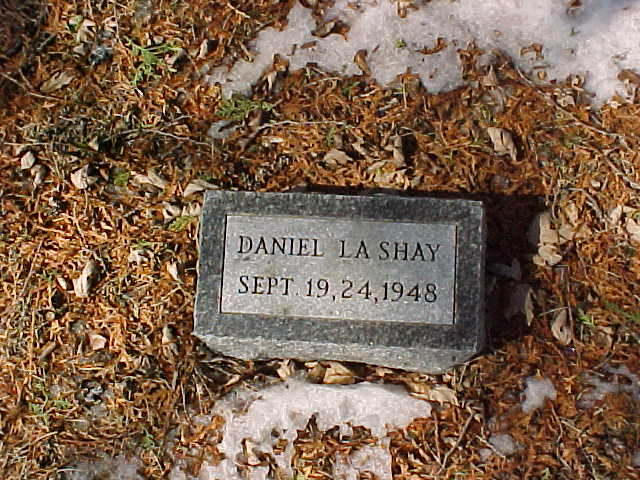 DANIEL LA SHAY
SEPT. 19,24,1948